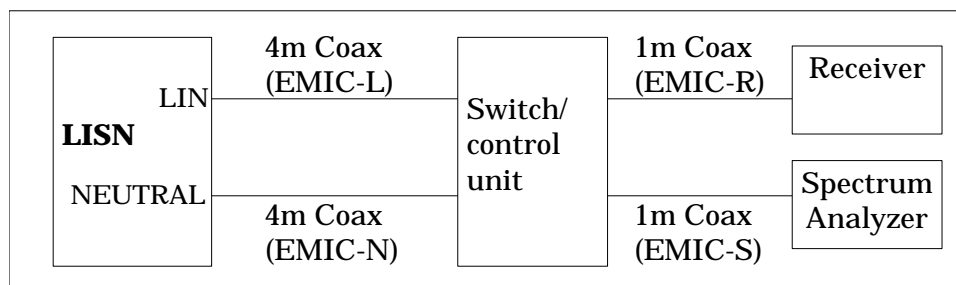 4m Coax
(EMIC-L)
1m Coax
(EMIC-R)
Receiver
LIN
LISN
Switch/
control
unit
NEUTRAL
4m Coax
(EMIC-N)
1m Coax
(EMIC-S)
Spectrum
Analyzer